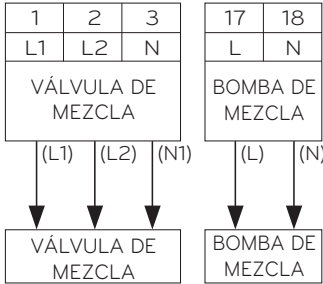 1 2 3 17 18
L1 L2 N L N
VÁLVULA DE BOMBA DE
MEZCLA MEZCLA
(L1) (L2) (N1) (L) (N)
VÁLVULA DE BOMBA DE
MEZCLA MEZCLA